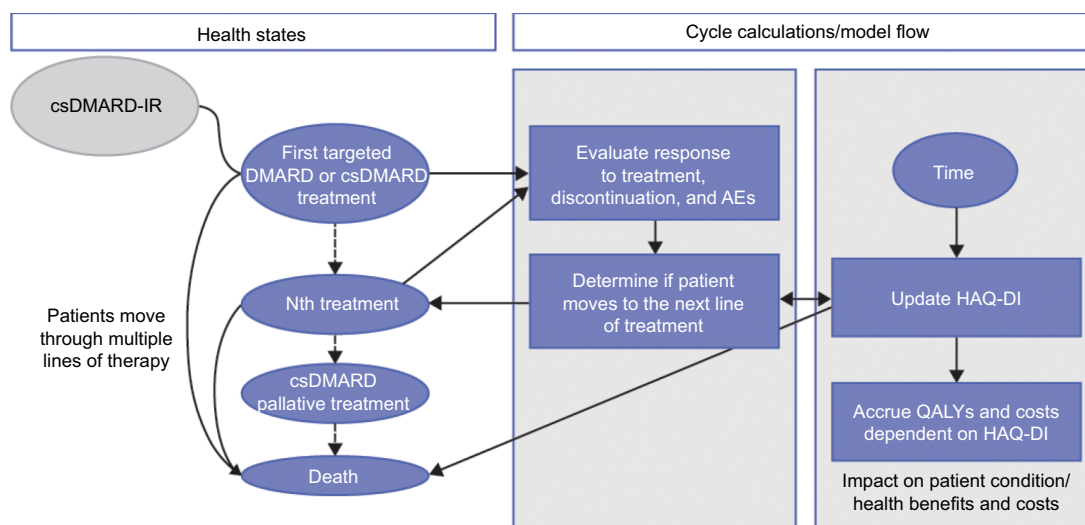 Health states
Cycle calculations/model flow
csDMARD-IR
First targeted
DMARD or csDMARD
treatment
Nth treatment
csDMARD
pallative treatment
Death
Patients move
through multiple
lines of therapy
Evaluate response
to treatment,
discontinuation, and AEs
Determine if patient
moves to the next line
of treatment
Time
Update HAQ-DI
Accrue QALYs and costs
dependent on HAQ-DI
Impact on patient condition/
health benefits and costs